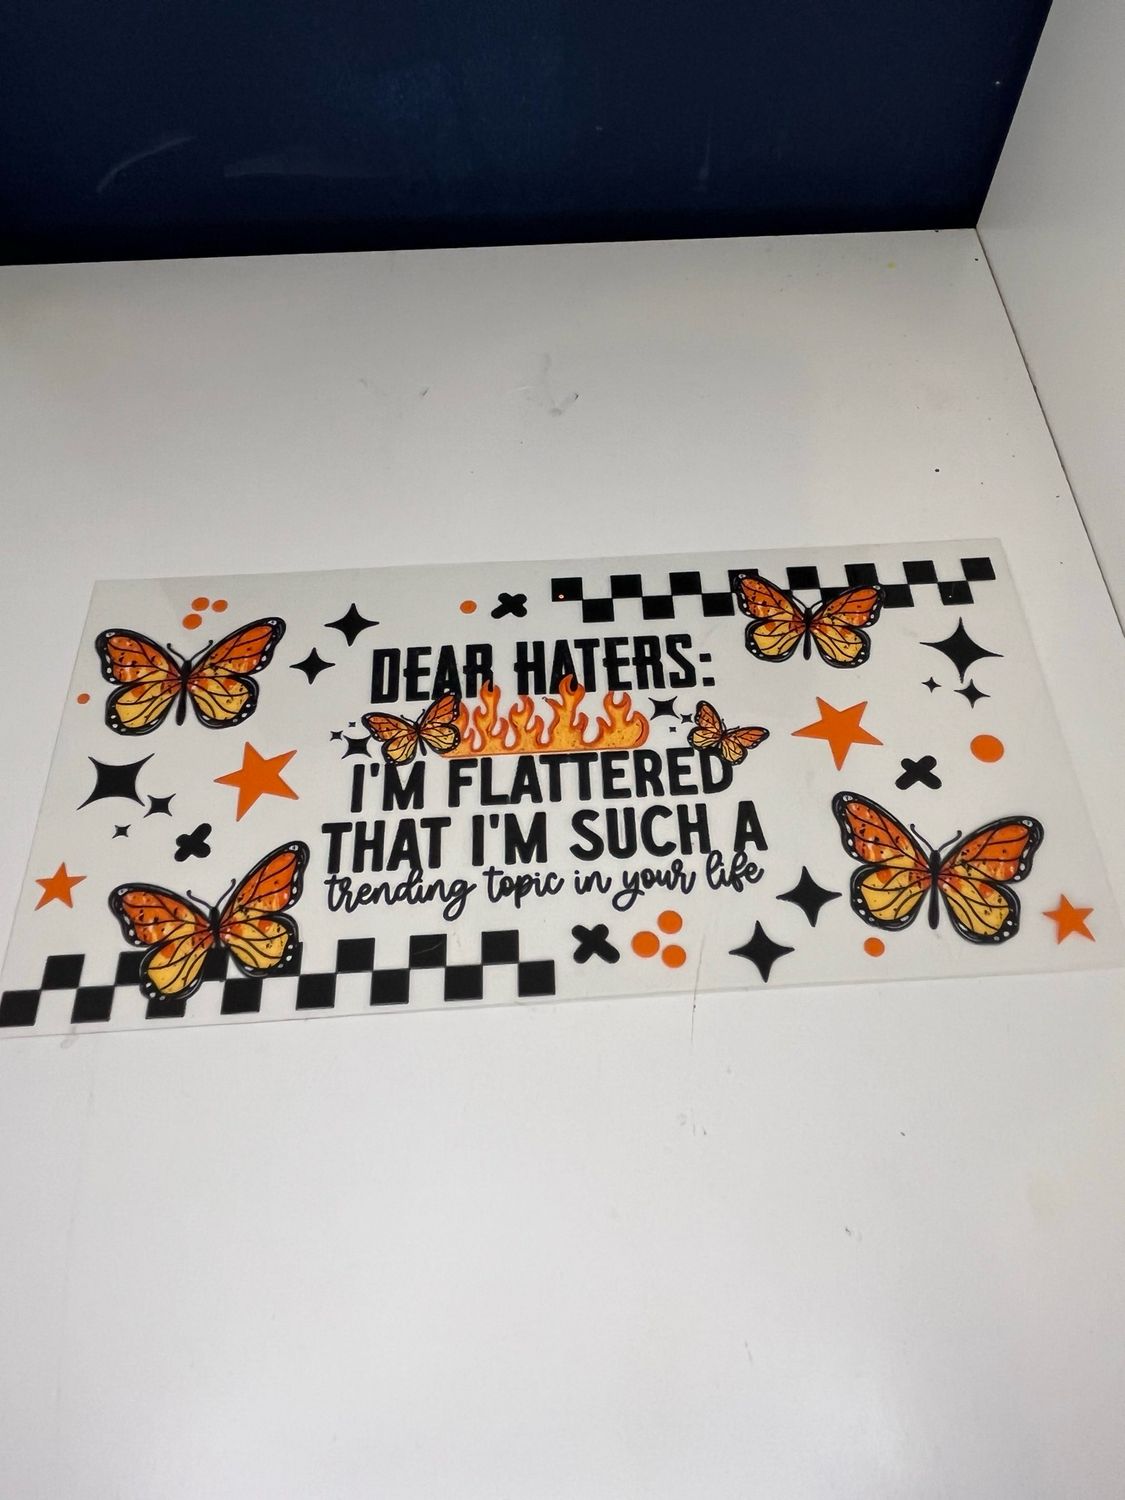 DEAR HATERS:
I'M FLATTERED
THAT I'M SUCH A
trending topic in your life